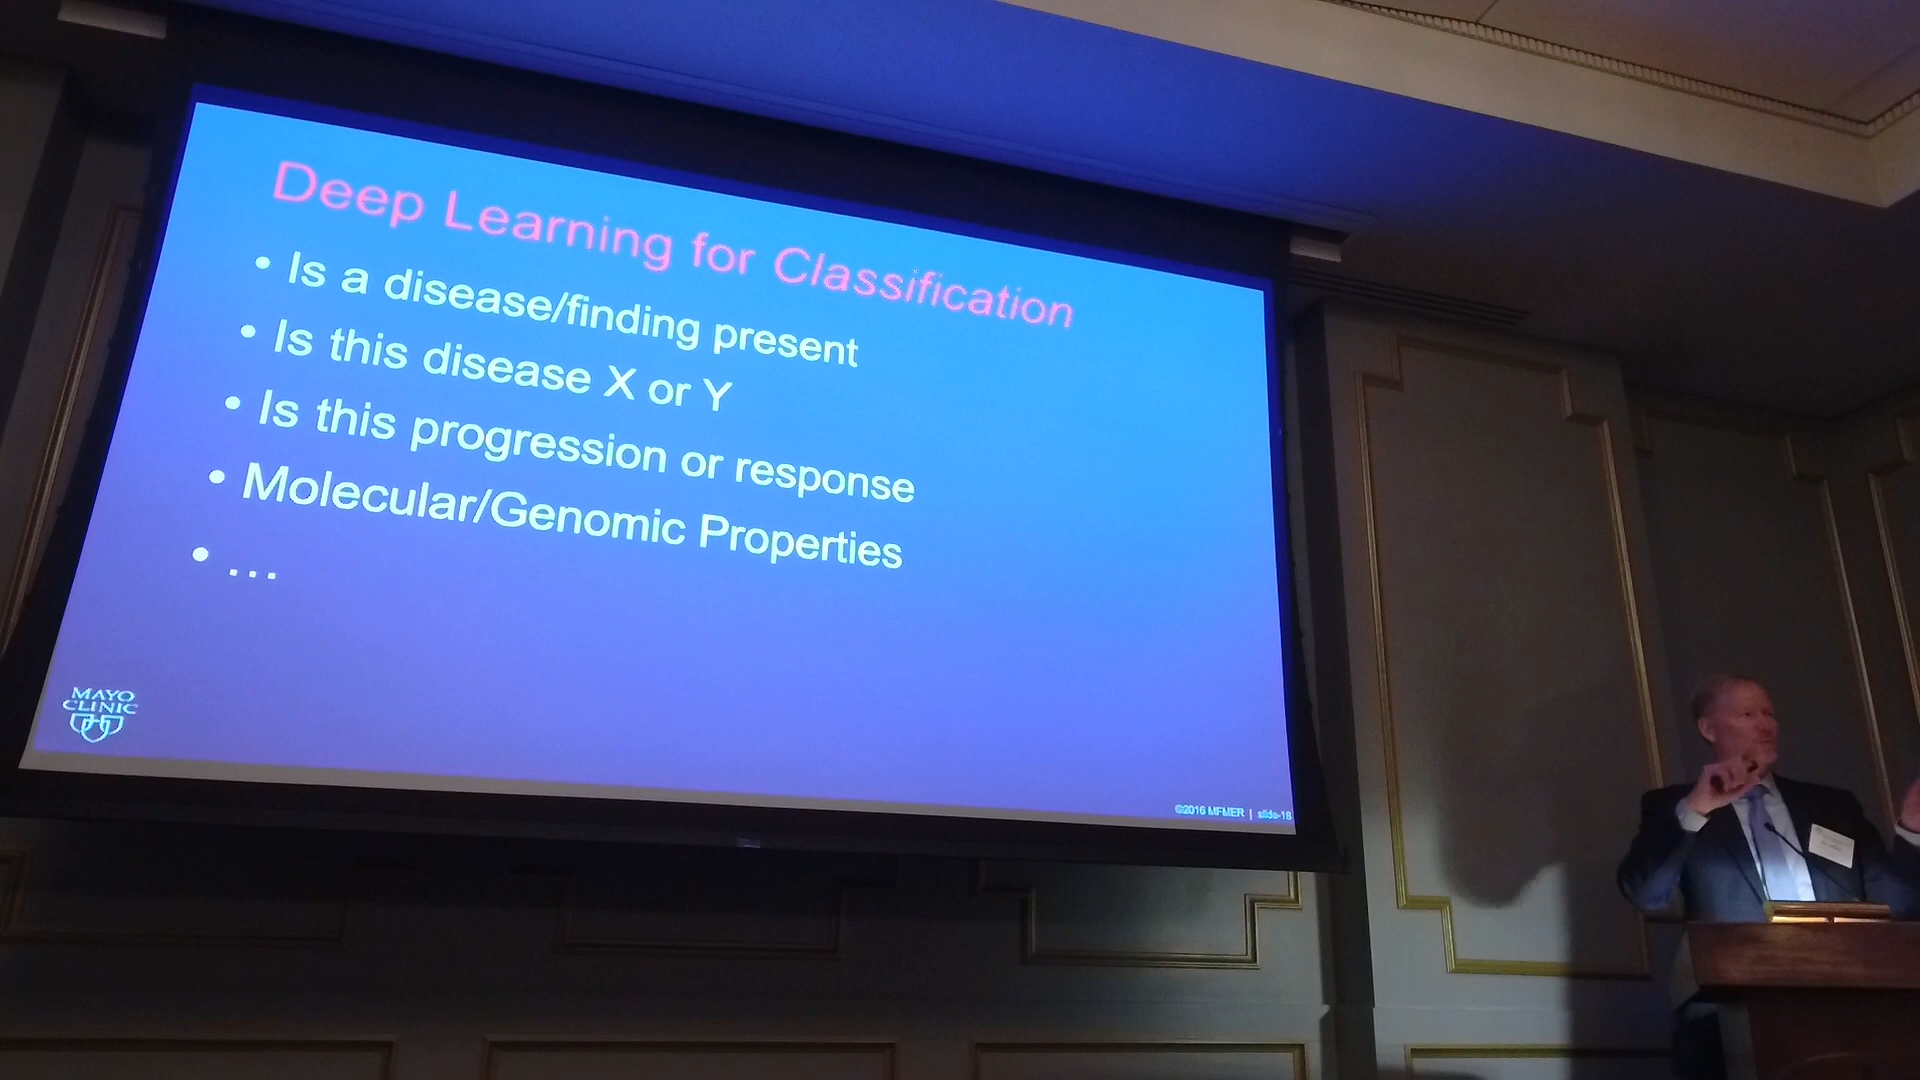 Deep Learning for Classification
• Is a disease/finding present
• Is this disease X or Y
• Is this progression or response
• Molecular/Genomic Properties
• ...
MAYO
CLINIC
©2016 MFMER | slide-18